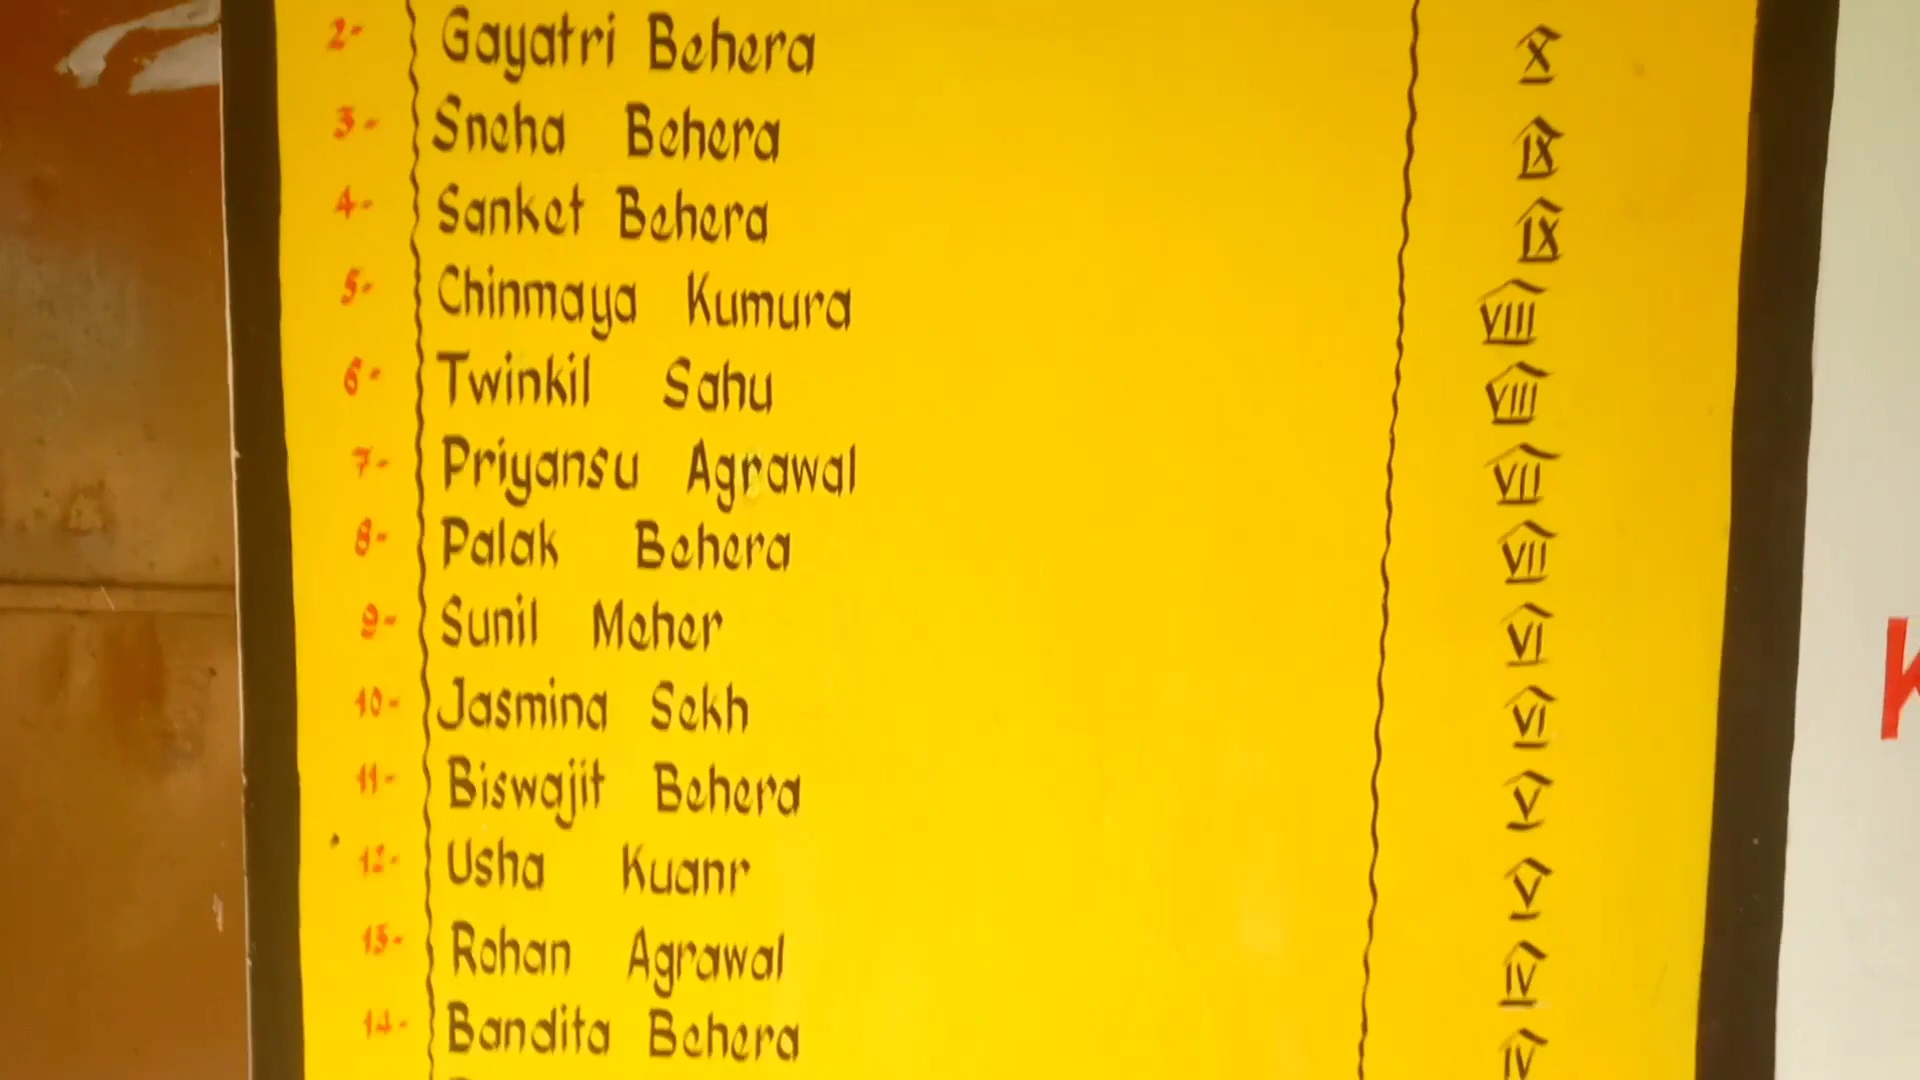 2- Gayatri Behera X
3- Sneha Behera IX
4- Sanket Behera IX
5- Chinmaya Kumura VIII
6- Twinkil Sahu VIII
7- Priyansu Agrawal VII
8- Palak Behera VII
9- Sunil Meher VI
10- Jasmina Sekh VI
11- Biswajit Behera V
12- Usha Kuanr V
13- Rohan Agrawal IV
14- Bandita Behera IV
K